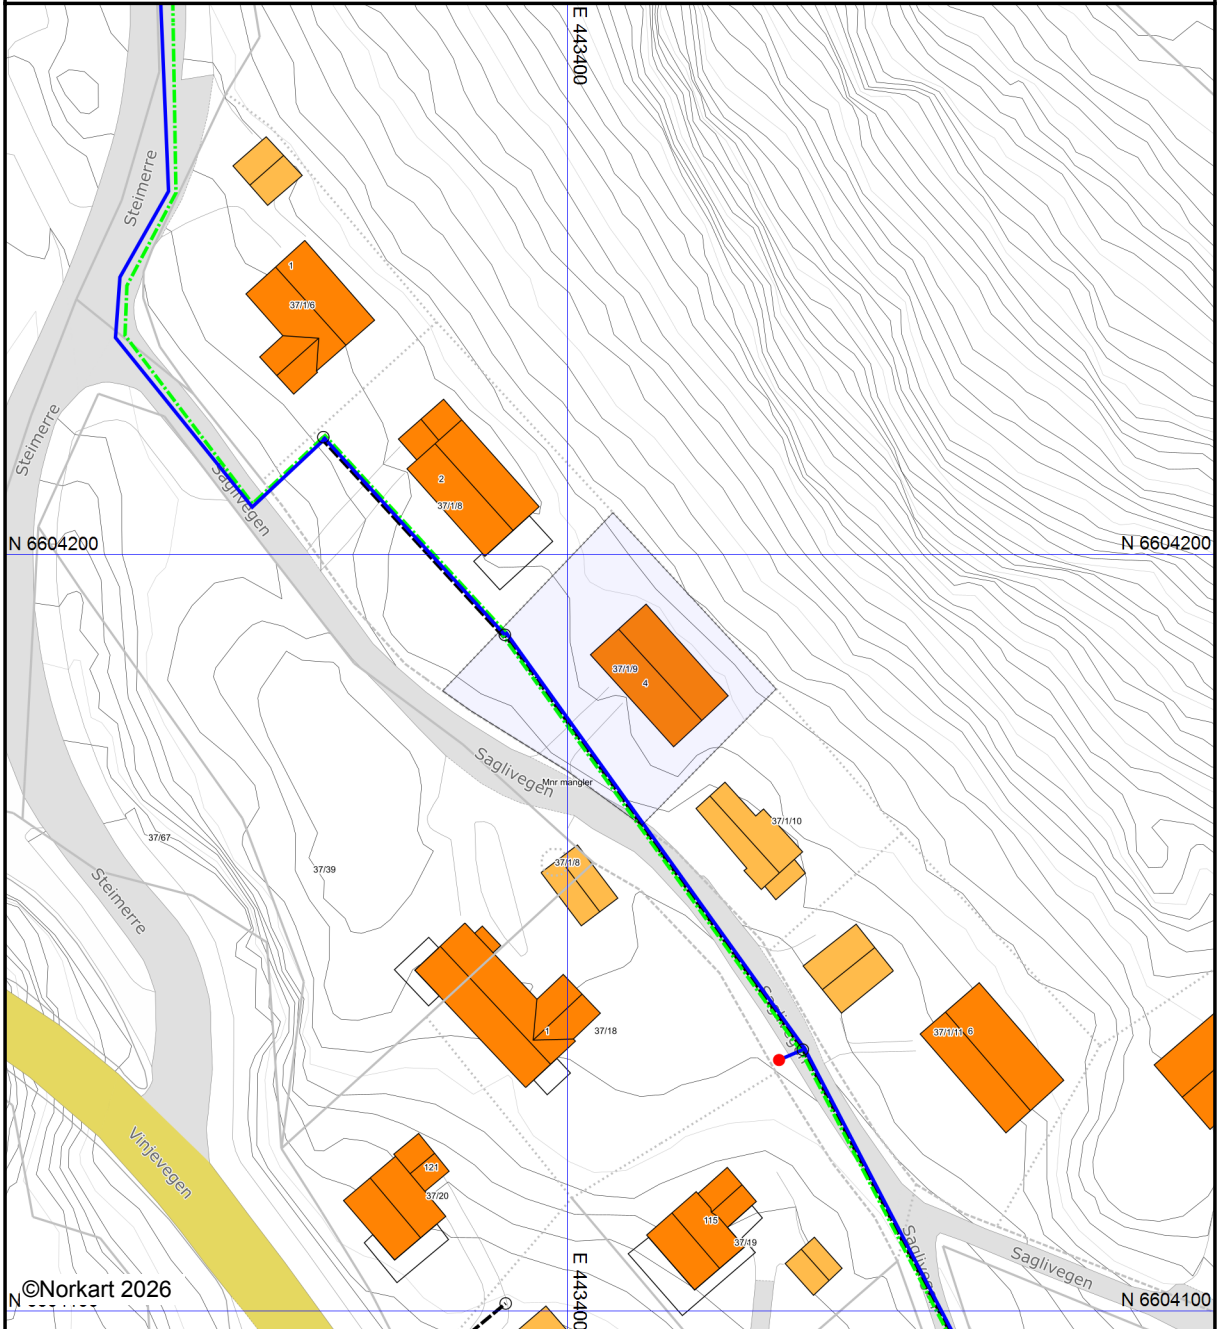 E 443400
Steimerre
1
37/1/6
Steimerre
2
37/1/8
Saglivegen
N 6604200
N 6604200
37/1/9
4
Saglivegen
Mnr mangler
37/1/10
37/67
37/1/8
37/39
Steimerre
Saglivegen
37/1/11 6
1
37/18
Vinjevegen
121
37/20
115
37/19
Saglivegen
Saglivegen
E 443400
©Norkart 2026
N 6604100